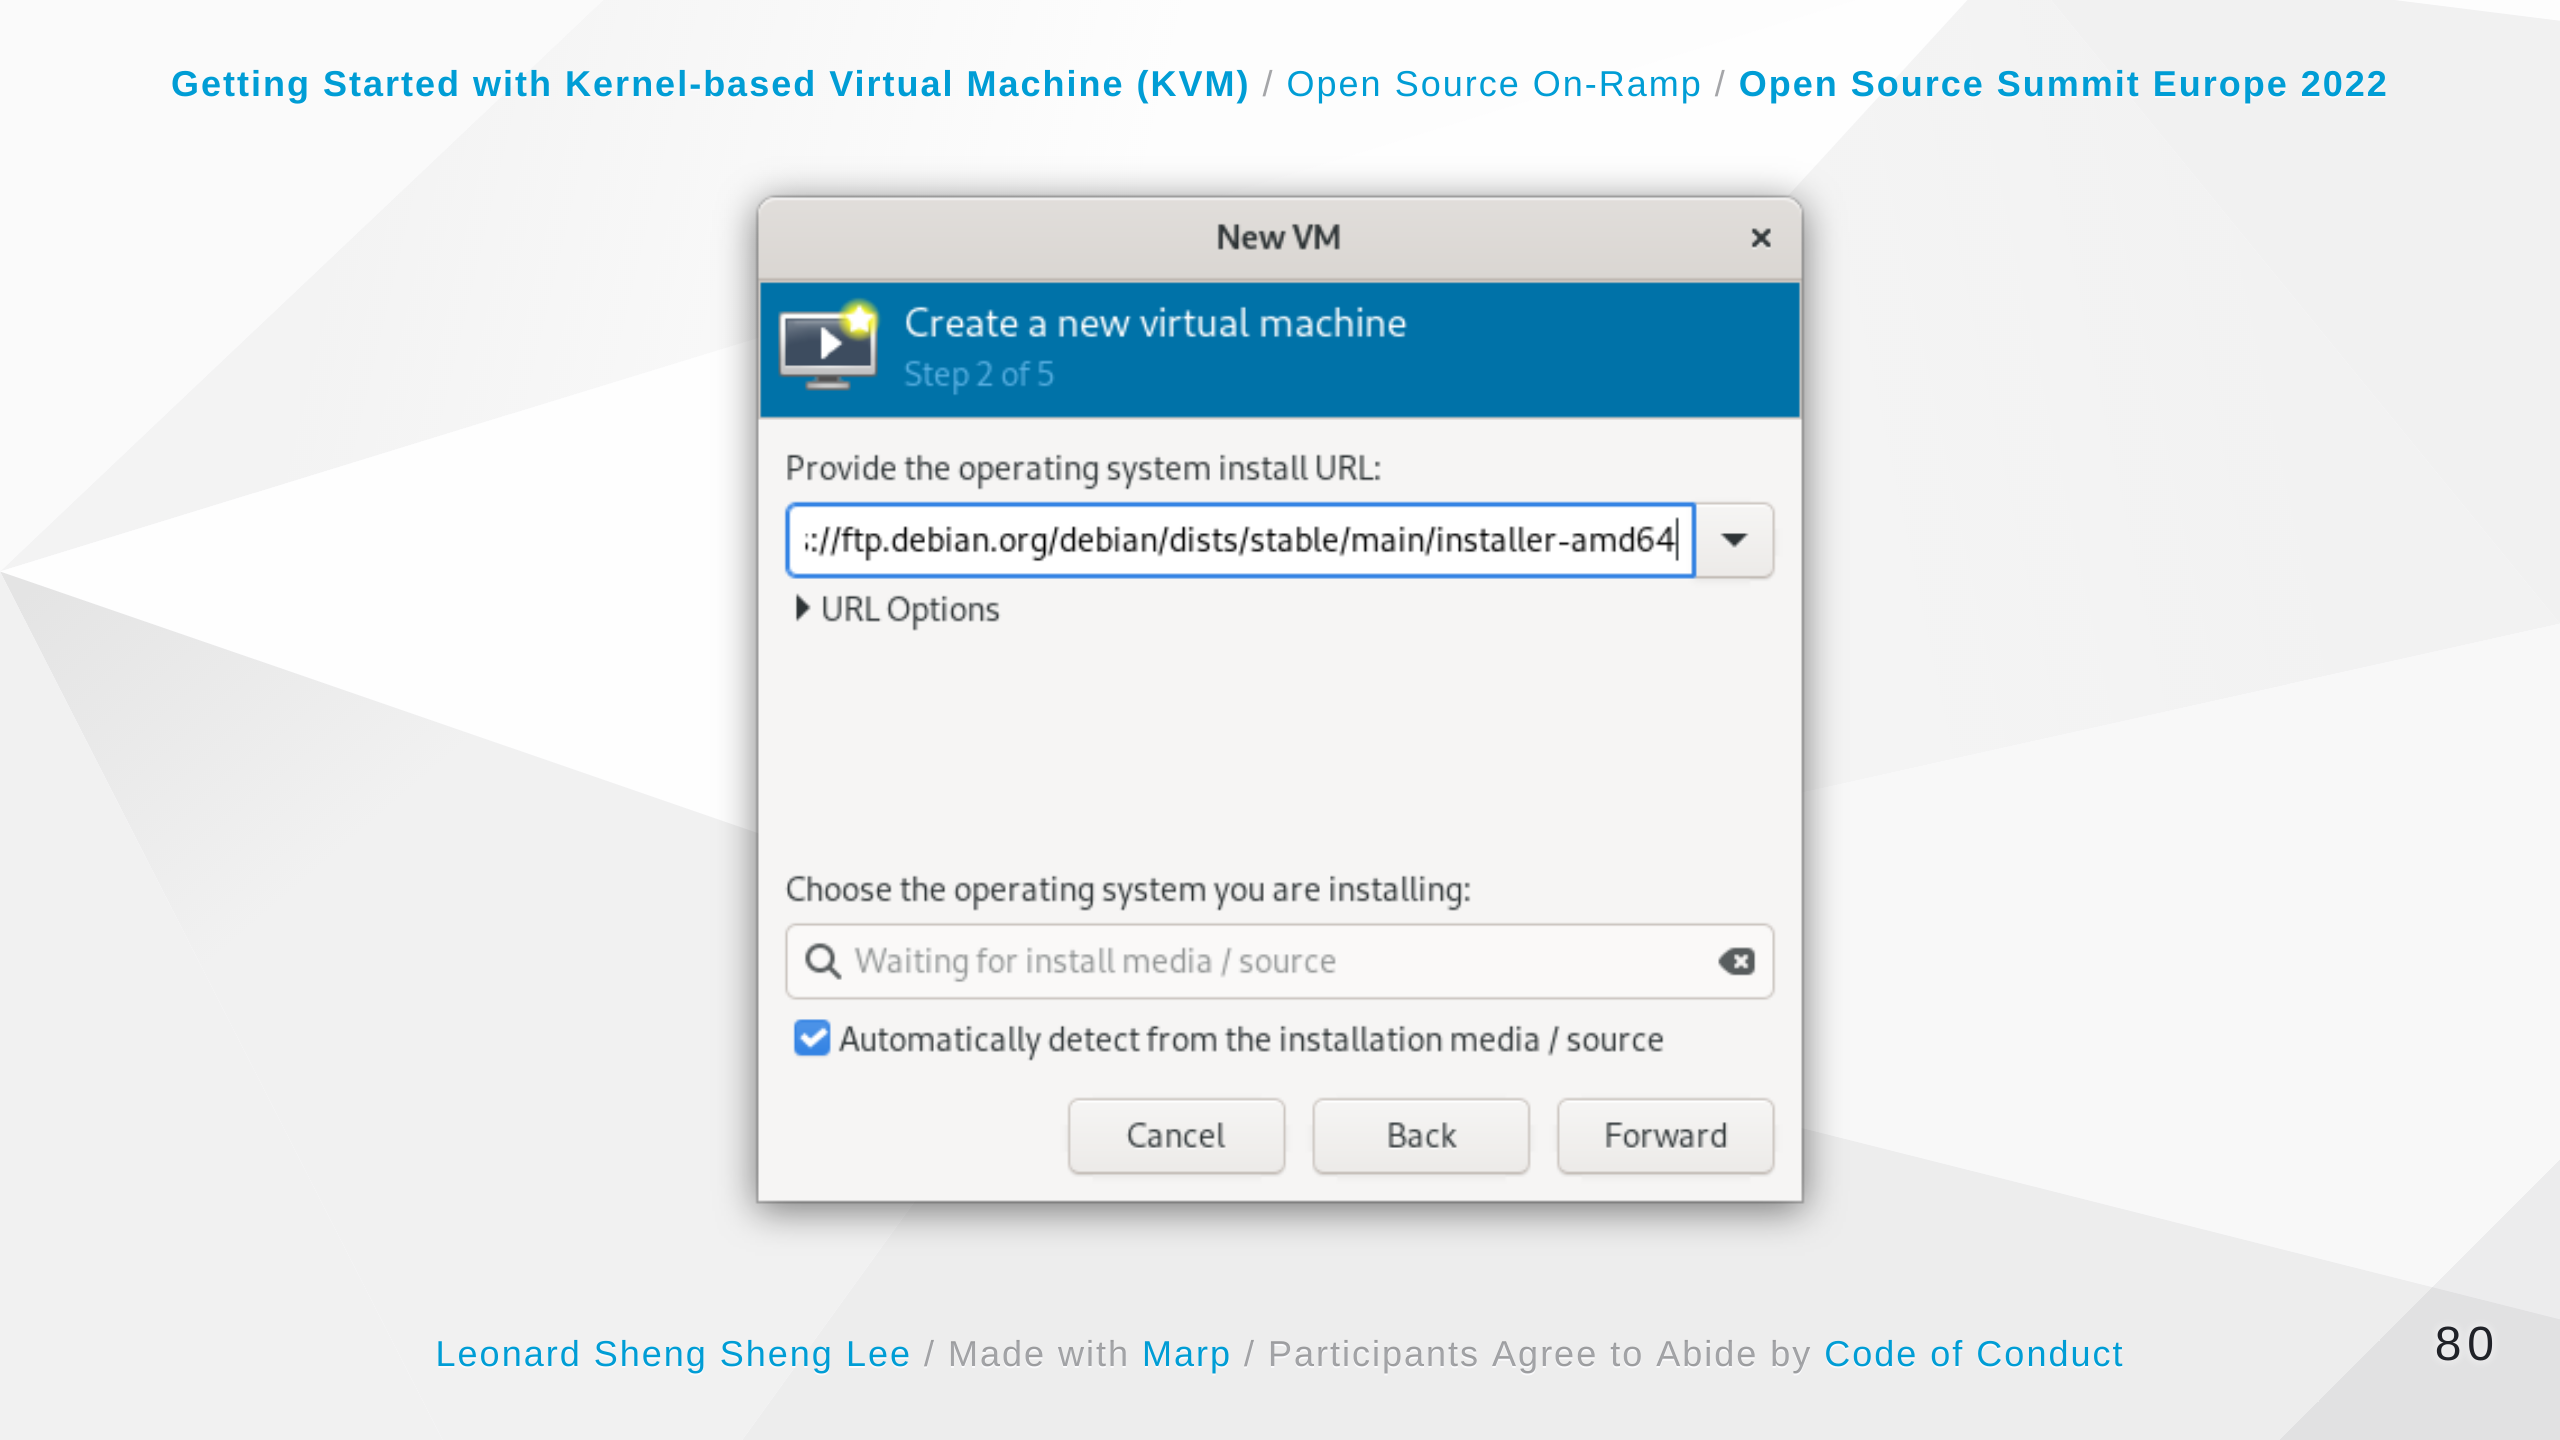 Getting Started with Kernel-based Virtual Machine (KVM) / Open Source On-Ramp / Open Source Summit Europe 2022
New VM
Create a new virtual machine
Step 2 of 5
Provide the operating system install URL:
://ftp.debian.org/debian/dists/stable/main/installer-amd64
URL Options
Choose the operating system you are installing:
Waiting for install media / source
Automatically detect from the installation media / source
Cancel Back Forward
Leonard Sheng Sheng Lee / Made with Marp / Participants Agree to Abide by Code of Conduct
80